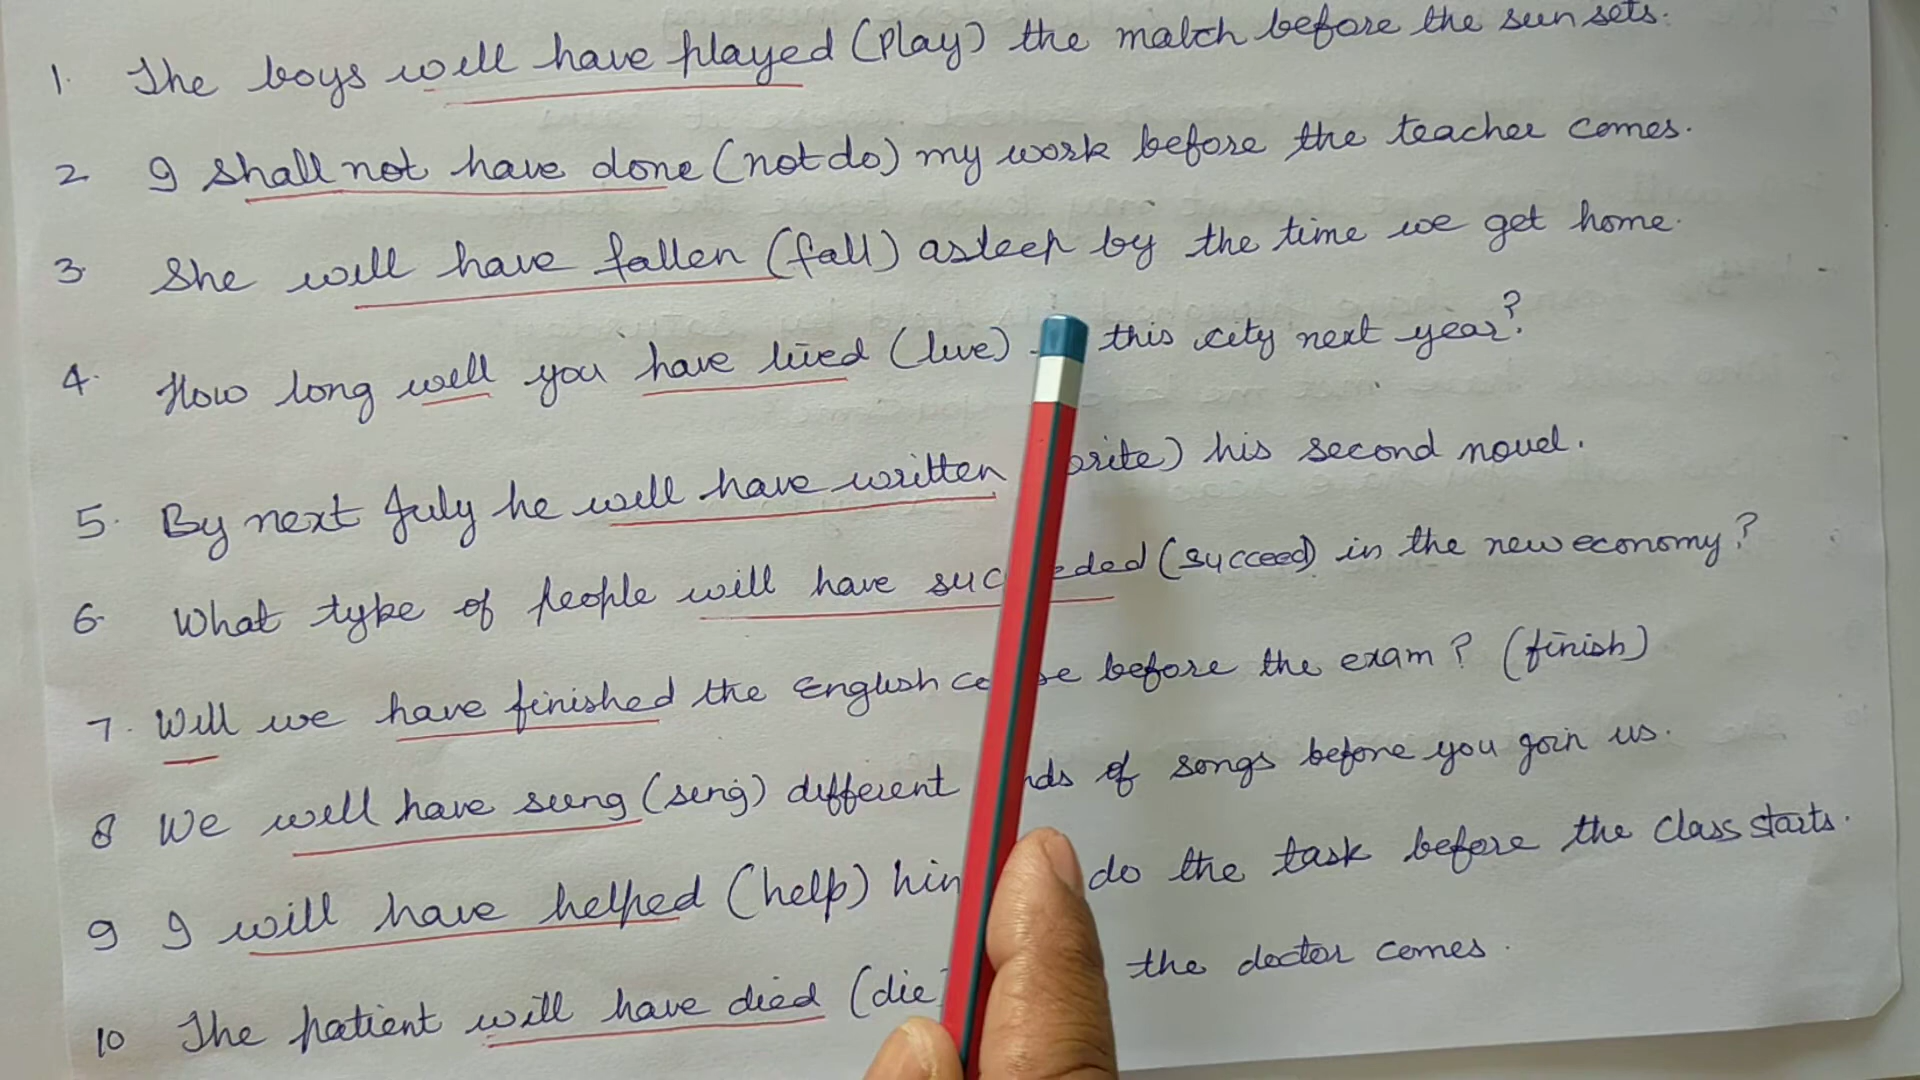 1. The boys will have played (Play) the match before the sun sets.
2 I shall not have done (not do) my work before the teacher comes.
3 She will have fallen (fall) asleep by the time we get home.
4. How long will you have lived (live) this city next year?
5. By next July he will have written his second novel.
6. What type of people will have (succeed) in the new economy?
7. Will we have finished the English before the exam? (finish)
8 We will have sung (sing) different of songs before you join us.
9 I will have helped (help) do the task before the class starts.
10 The patient will have died (die the doctor comes.